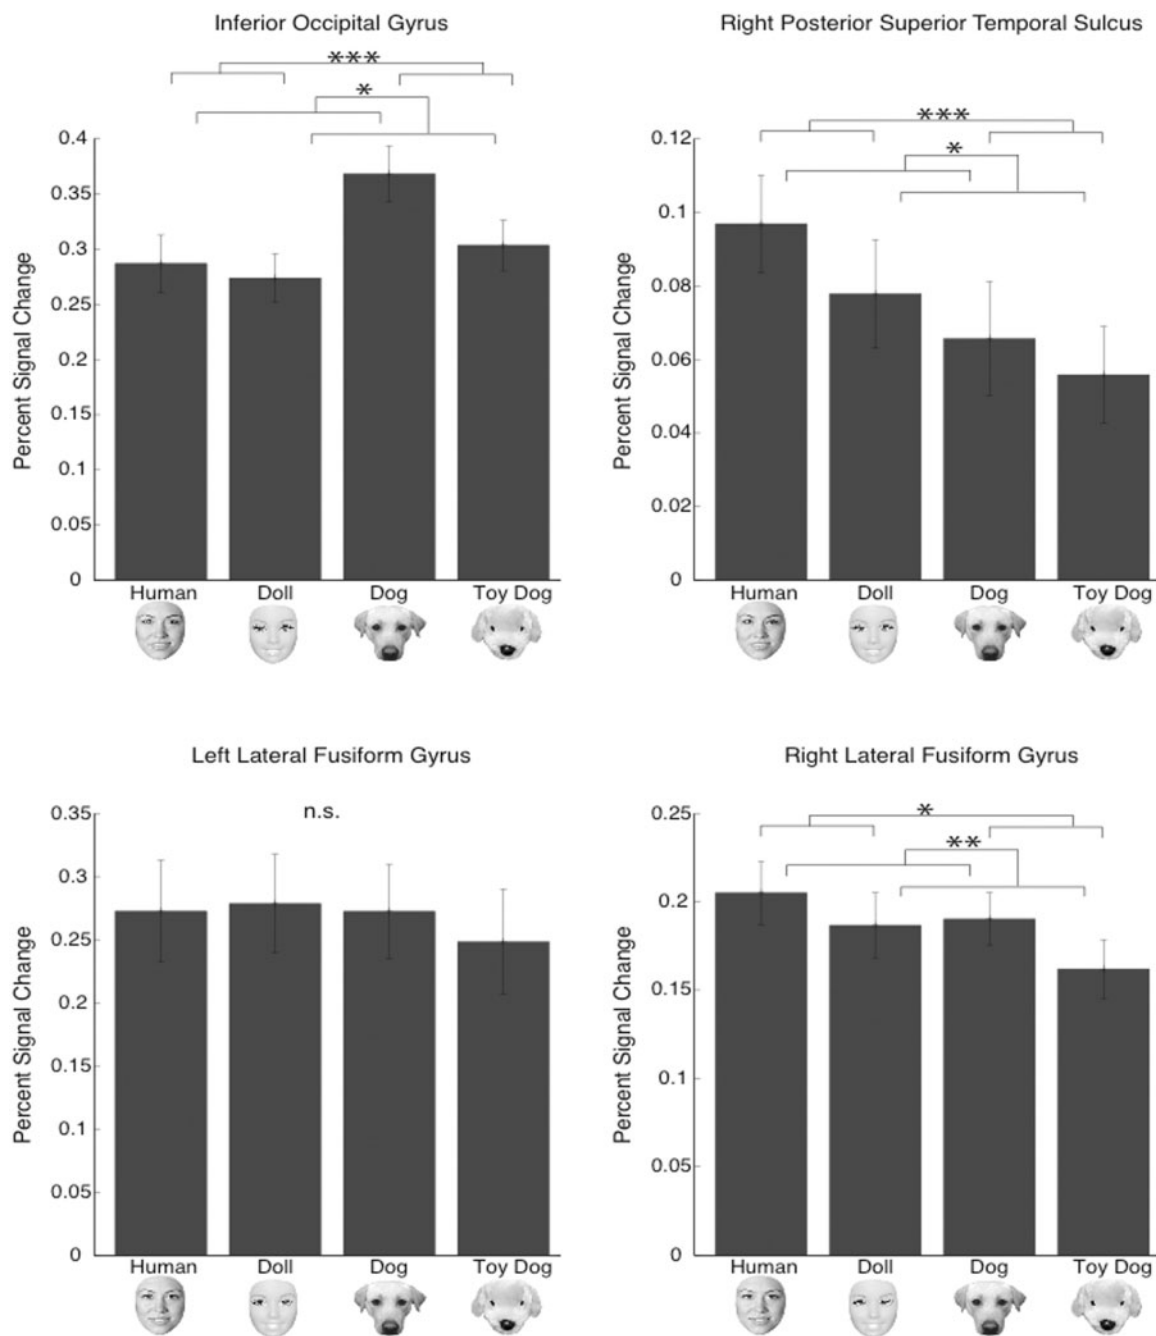 Inferior Occipital Gyrus
***
*
0.4
0.35
0.3
0.25
0.2
0.15
0.1
0.05
0
Percent Signal Change
Human Doll Dog Toy Dog
Right Posterior Superior Temporal Sulcus
***
*
0.12
0.1
0.08
0.06
0.04
0.02
0
Percent Signal Change
Human Doll Dog Toy Dog
Left Lateral Fusiform Gyrus
n.s.
0.35
0.3
0.25
0.2
0.15
0.1
0.05
0
Percent Signal Change
Human Doll Dog Toy Dog
Right Lateral Fusiform Gyrus
*
**
0.25
0.2
0.15
0.1
0.05
0
Percent Signal Change
Human Doll Dog Toy Dog